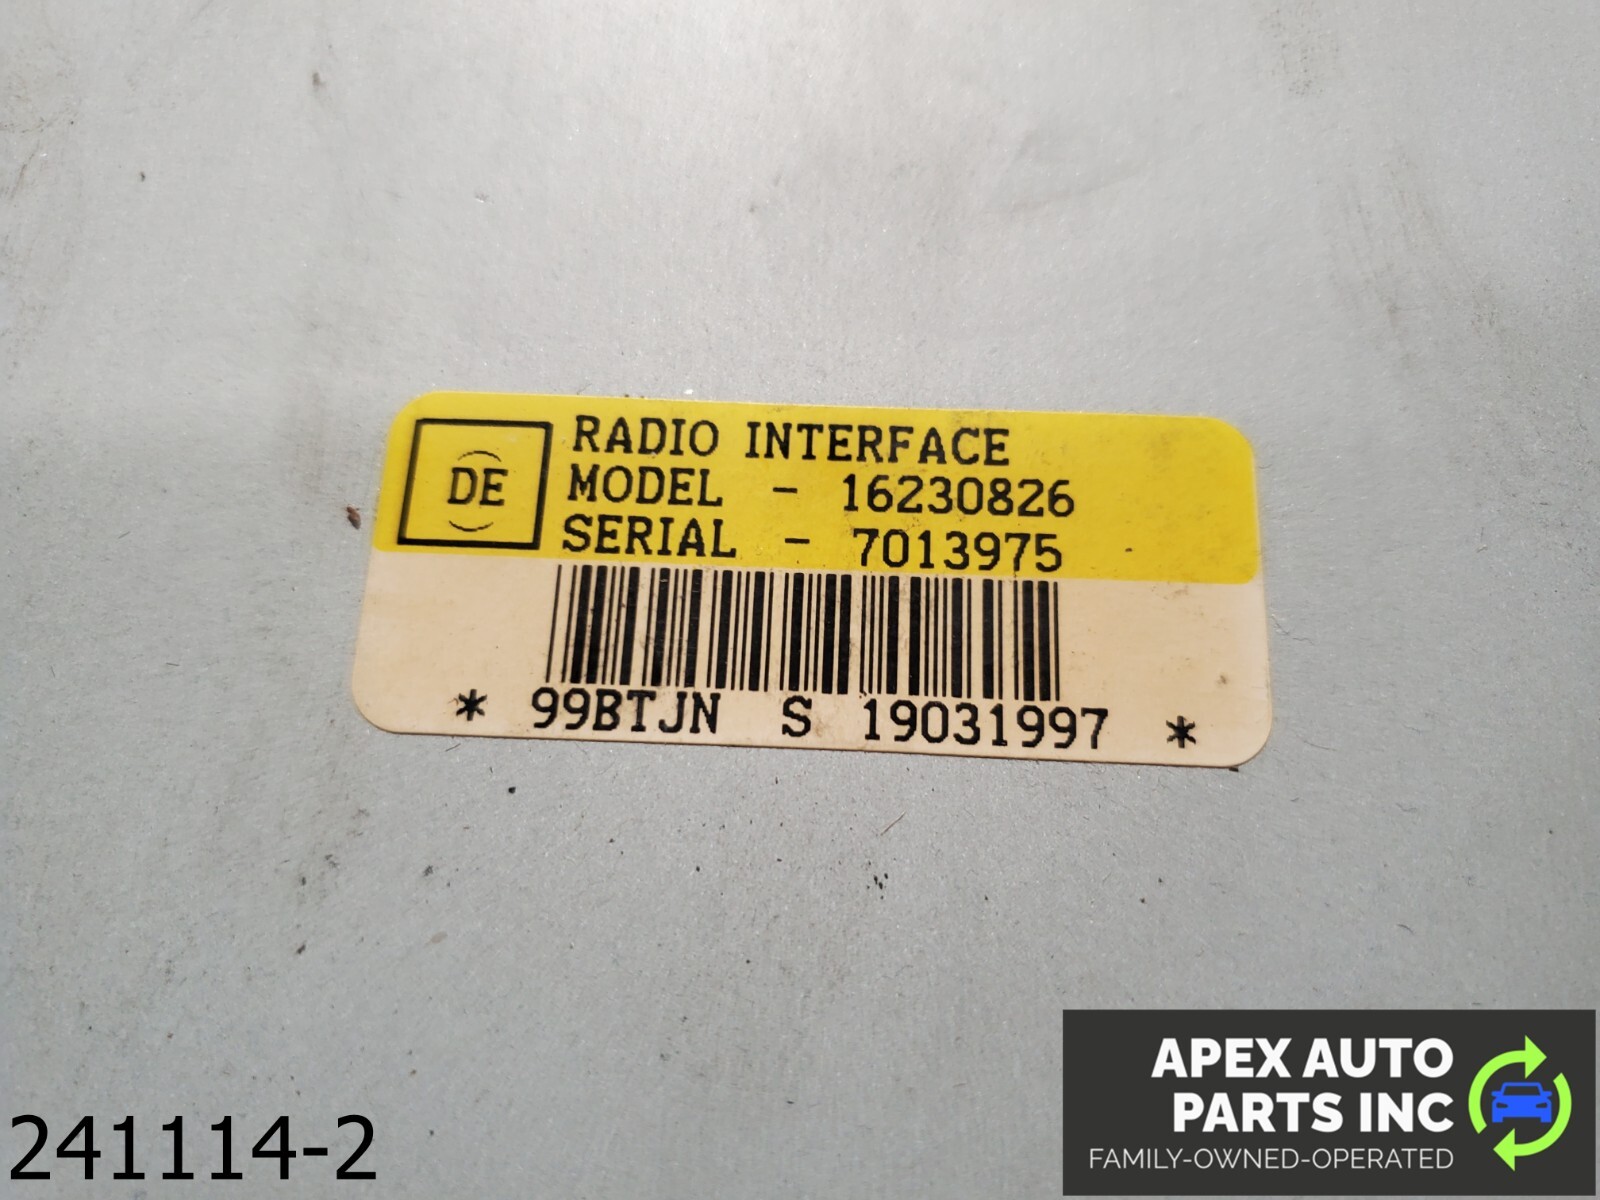 DE
RADIO INTERFACE
MODEL - 16230826
SERIAL - 7013975
* 99BTJN S 19031997 *
241114-2
APEX AUTO
PARTS INC
FAMILY-OWNED-OPERATED